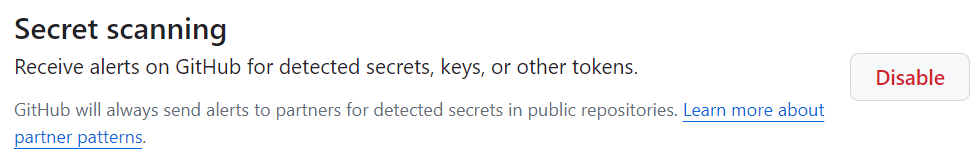 Secret scanning
Receive alerts on GitHub for detected secrets, keys, or other tokens.
Disable
GitHub will always send alerts to partners for detected secrets in public repositories. Learn more about
partner patterns.